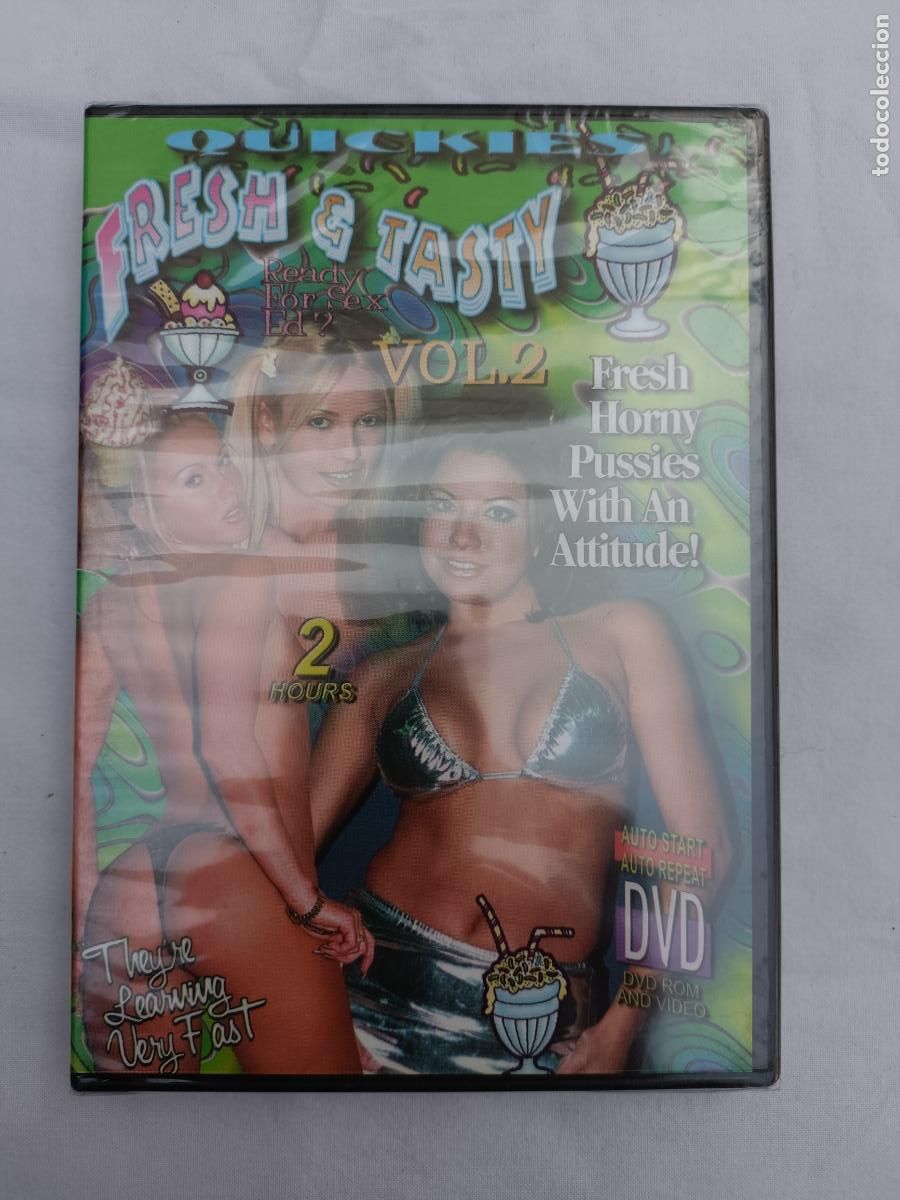 todocoleccion
QUICKIES
FRESH & TASTY
Ready
For Sex
Ed?
VOL.2
Fresh
Horny
Pussies
With An
Attitude!
2
HOURS
AUTO START
AUTO REPEAT
DVD
DVD ROM
AND VIDEO
They're
Learning
Very Fast